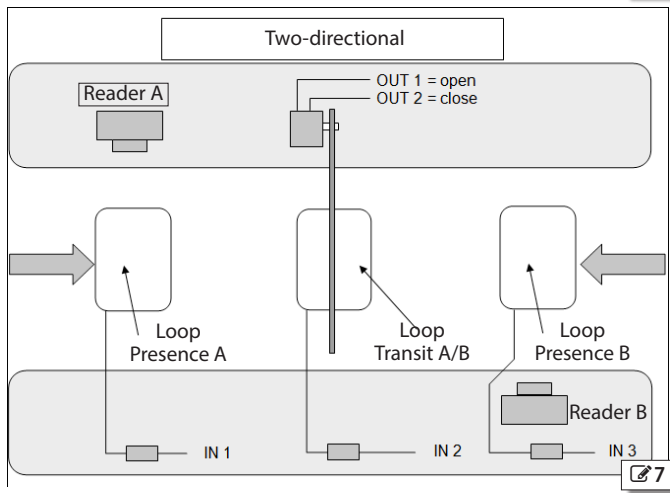 Two-directional
Reader A
OUT 1 = open
OUT 2 = close
Loop
Presence A
Loop
Transit A/B
Loop
Presence B
Reader B
IN 1
IN 2
IN 3
7